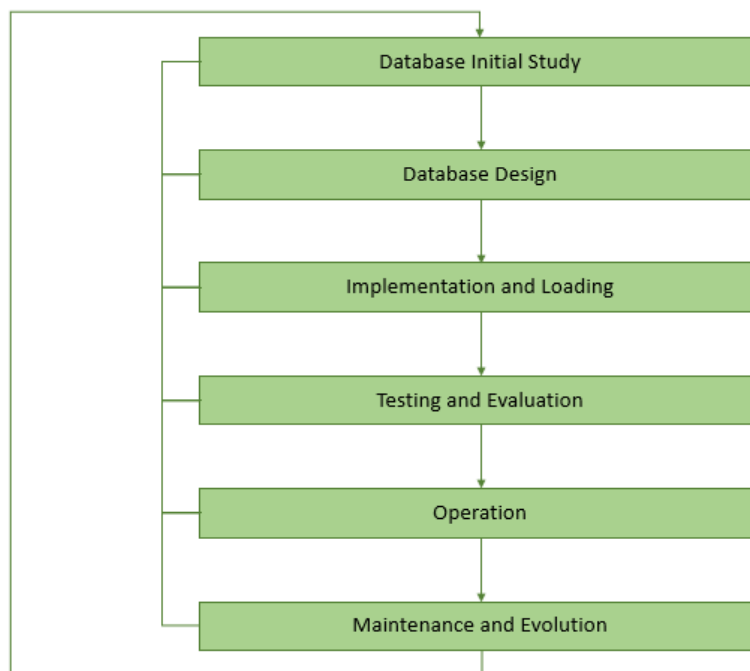 Database Initial Study
Database Design
Implementation and Loading
Testing and Evaluation
Operation
Maintenance and Evolution